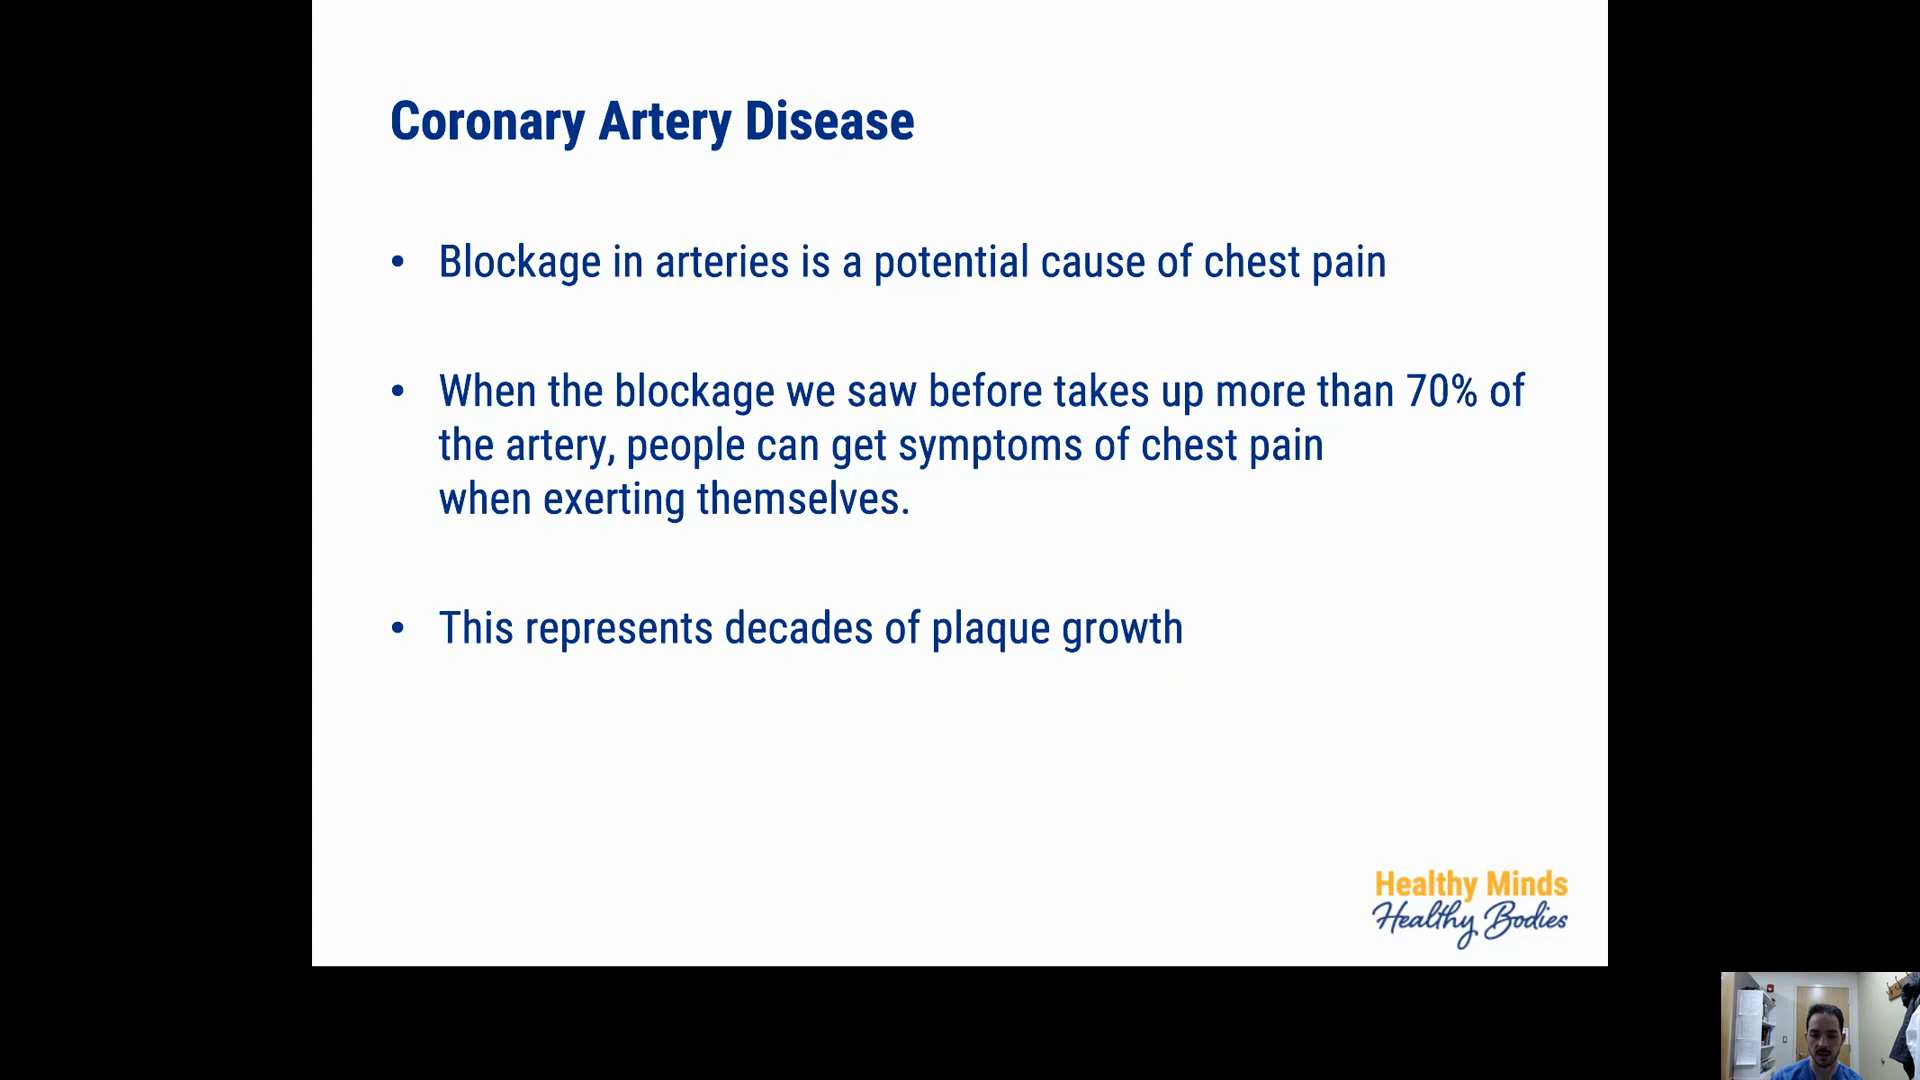 Coronary Artery Disease
• Blockage in arteries is a potential cause of chest pain
• When the blockage we saw before takes up more than 70% of
the artery, people can get symptoms of chest pain
when exerting themselves.
• This represents decades of plaque growth
Healthy Minds
Healthy Bodies